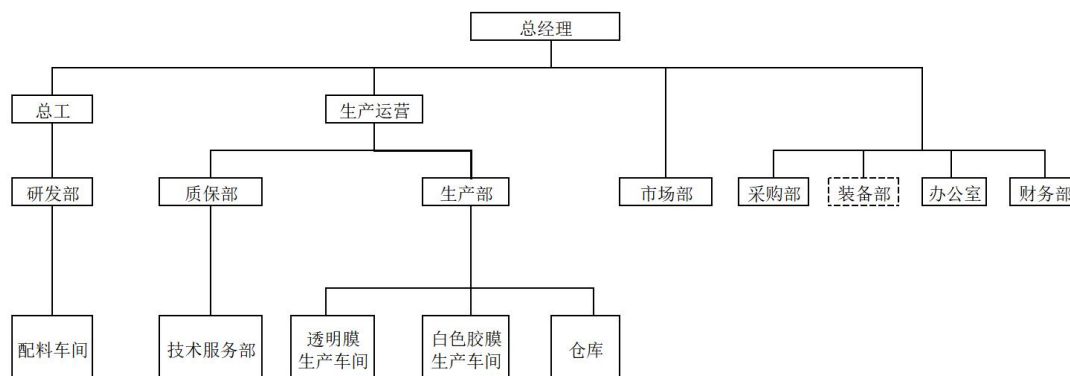 总经理
总工
生产运营
研发部
质保部
生产部
市场部
采购部
装备部
办公室
财务部
配料车间
技术服务部
透明膜
生产车间
白色胶膜
生产车间
仓库